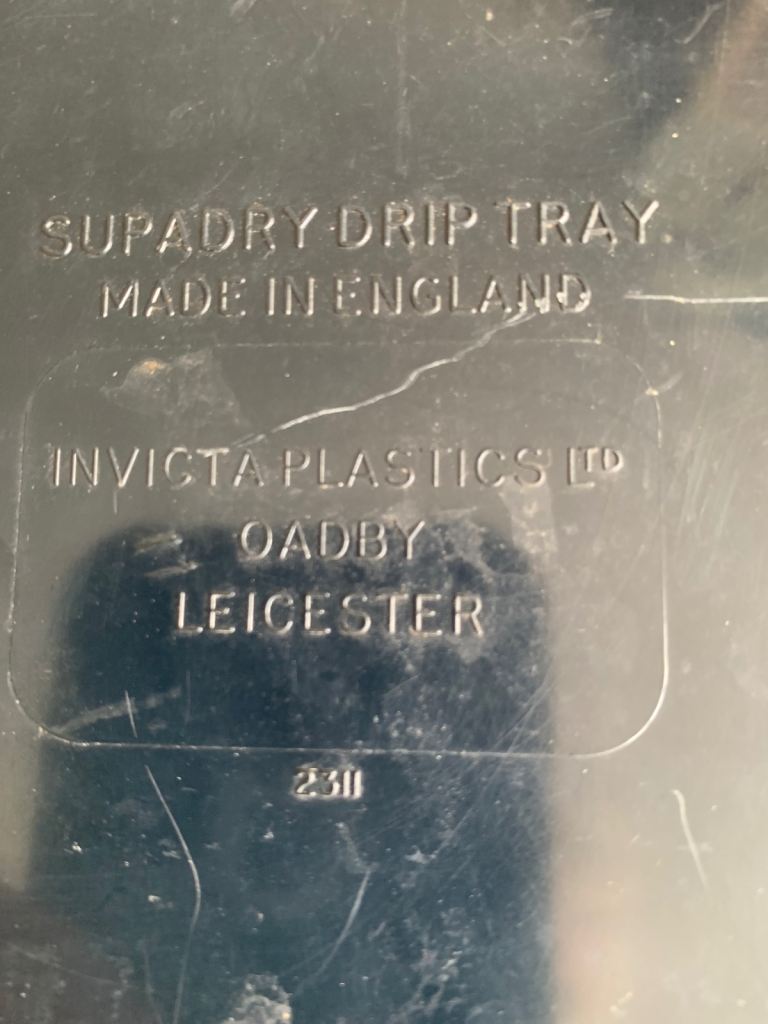 SUPADRY DRIP TRAY
MADE IN ENGLAND
INVICTA PLASTICS LTD
OADBY
LEICESTER
2311